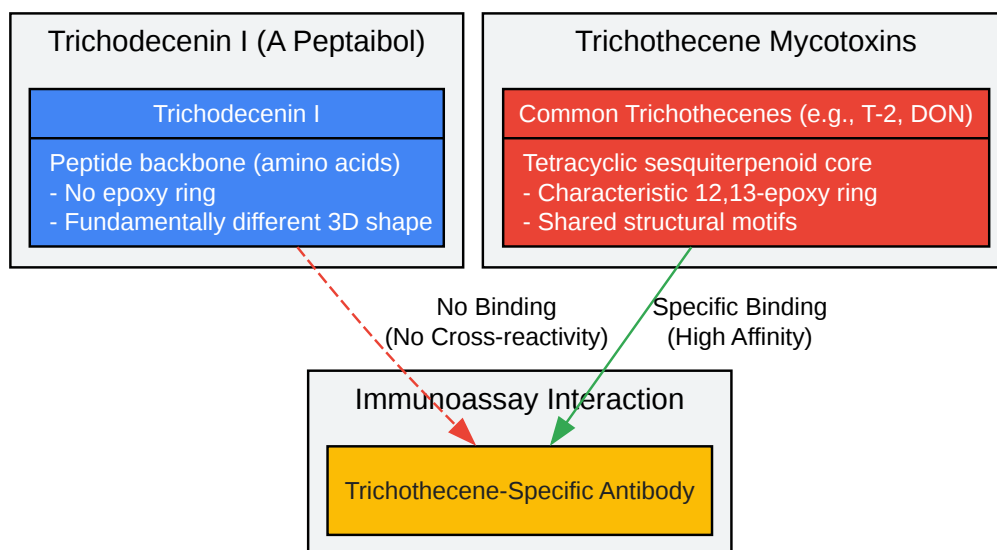 Trichodecenin I (A Peptaibol)
Trichodecenin I
Peptide backbone (amino acids)
- No epoxy ring
- Fundamentally different 3D shape
Trichothecene Mycotoxins
Common Trichothecenes (e.g., T-2, DON)
Tetracyclic sesquiterpenoid core
- Characteristic 12,13-epoxy ring
- Shared structural motifs
No Binding
(No Cross-reactivity)
Specific Binding
(High Affinity)
Immunoassay Interaction
Trichothecene-Specific Antibody